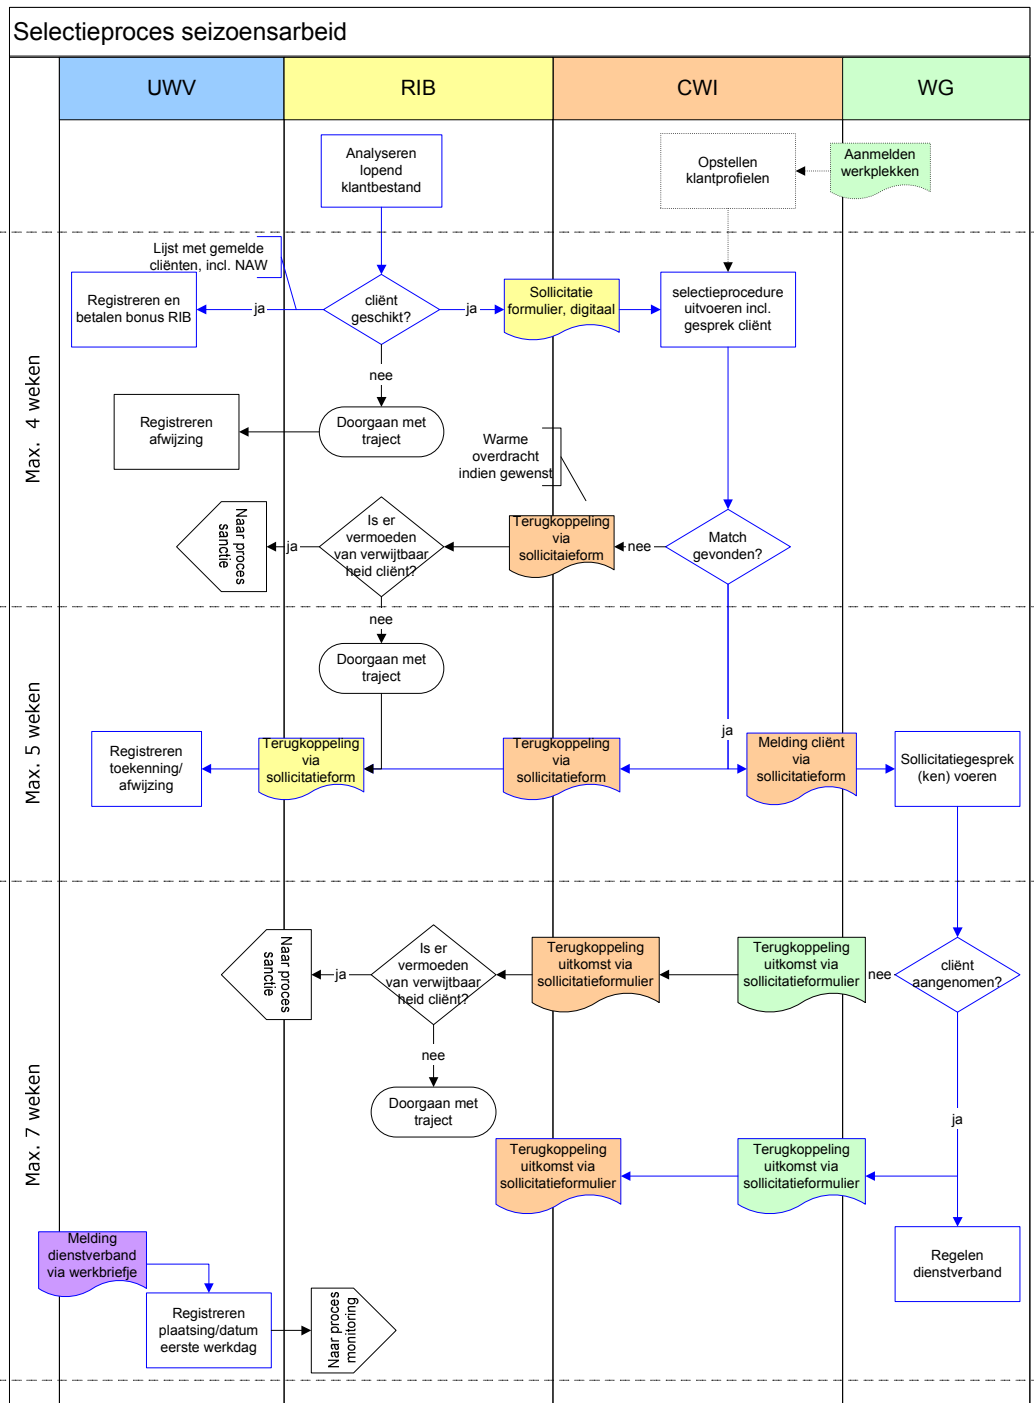 Selectieproces seizoensarbeid
UWV
RIB
CWI
WG
Analyseren
lopend
klantbestand
Opstellen
klantprofielen
Aanmelden
werkplekken
Max. 4 weken
Lijst met gemelde
cliënten, incl. NAW
Registreren en
betalen bonus RIB
ja
cliënt
geschikt?
ja
Sollicitatie
formulier, digitaal
selectieprocedure
uitvoeren incl.
gesprek cliënt
nee
Registreren
afwijzing
Doorgaan met
traject
Warme
overdracht
indien gewenst
Naar proces
sanctie
ja
Is er
vermoeden
van verwijtbaar
heid cliënt?
Terugkoppeling
via
sollicitaieform
nee
Match
gevonden?
Max. 5 weken
nee
Doorgaan met
traject
ja
Registreren
toekenning/
afwijzing
Terugkoppeling
via
sollicitatieform
Terugkoppeling
via
sollicitatieform
Melding cliënt
via
sollicitatieform
Sollicitatiegesprek
(ken) voeren
Max. 7 weken
Naar proces
sanctie
ja
Is er
vermoeden
van verwijtbaar
heid cliënt?
Terugkoppeling
uitkomst via
sollicitatieformulier
Terugkoppeling
uitkomst via
sollicitatieformulier
nee
cliënt
aangenomen?
nee
Doorgaan met
traject
ja
Terugkoppeling
uitkomst via
sollicitatieformulier
Terugkoppeling
uitkomst via
sollicitatieformulier
Melding
dienstverband
via werkbriefje
Regelen
dienstverband
Registreren
plaatsing/datum
eerste werkdag
Naar proces
monitoring